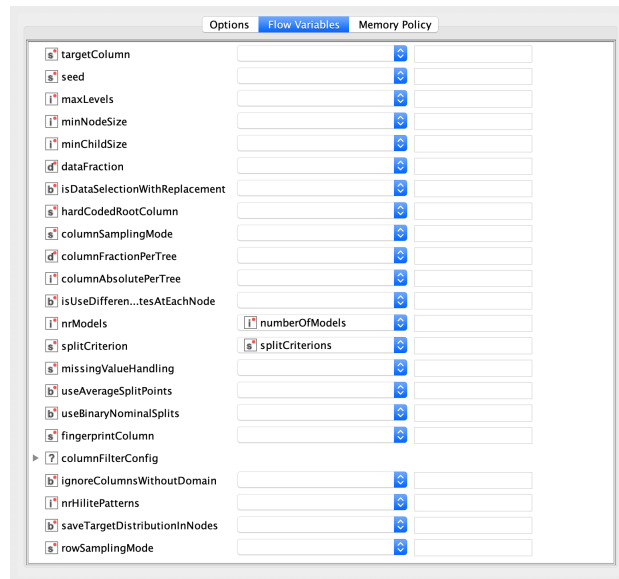 Options Flow Variables Memory Policy
s targetColumn
s seed
i maxLevels
i minNodeSize
i minChildSize
d dataFraction
b isDataSelectionWithReplacement
s hardCodedRootColumn
s columnSamplingMode
d columnFractionPerTree
i columnAbsolutePerTree
b isUseDifferen...tesAtEachNode
i nrModels i numberOfModels
s splitCriterion s splitCriterions
s missingValueHandling
b useAverageSplitPoints
b useBinaryNominalSplits
s fingerprintColumn
? columnFilterConfig
b ignoreColumnsWithoutDomain
i nrHilitePatterns
b saveTargetDistributionInNodes
s rowSamplingMode